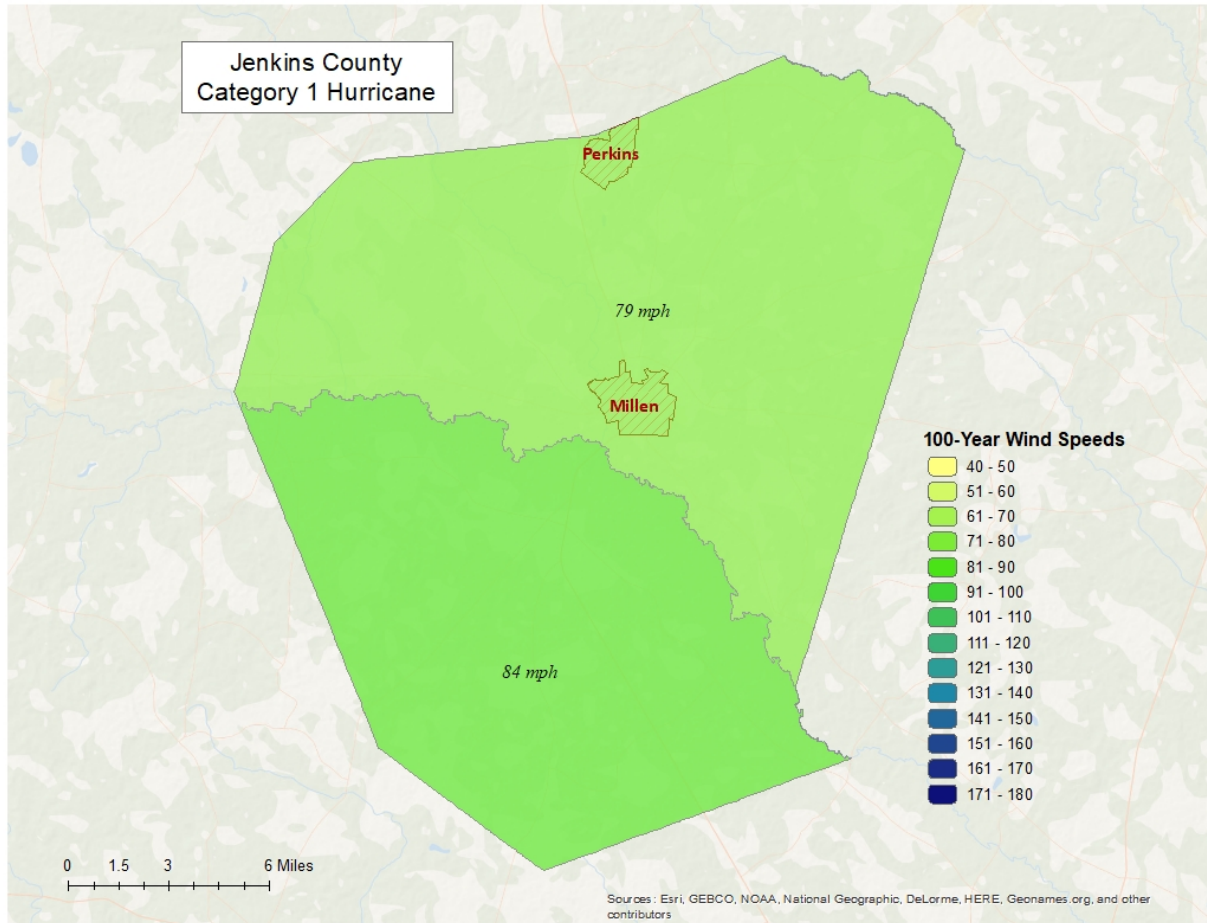 Jenkins County
Category 1 Hurricane
Perkins
79 mph
Millen
84 mph
100-Year Wind Speeds
40 - 50
51 - 60
61 - 70
71 - 80
81 - 90
91 - 100
101 - 110
111 - 120
121 - 130
131 - 140
141 - 150
151 - 160
161 - 170
171 - 180
0 1.5 3 6 Miles
Sources: Esri, GEBCO, NOAA, National Geographic, DeLorme, HERE, Geonames.org, and other
contributors